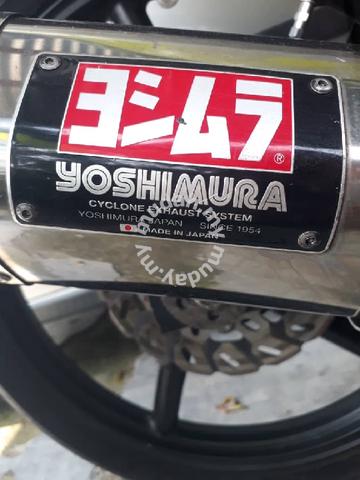 ヨシムラ
®
YOSHIMURA
CYCLONE EXHAUST SYSTEM
YOSHIMURA JAPAN SINCE 1954
MADE IN JAPAN
mudah.my